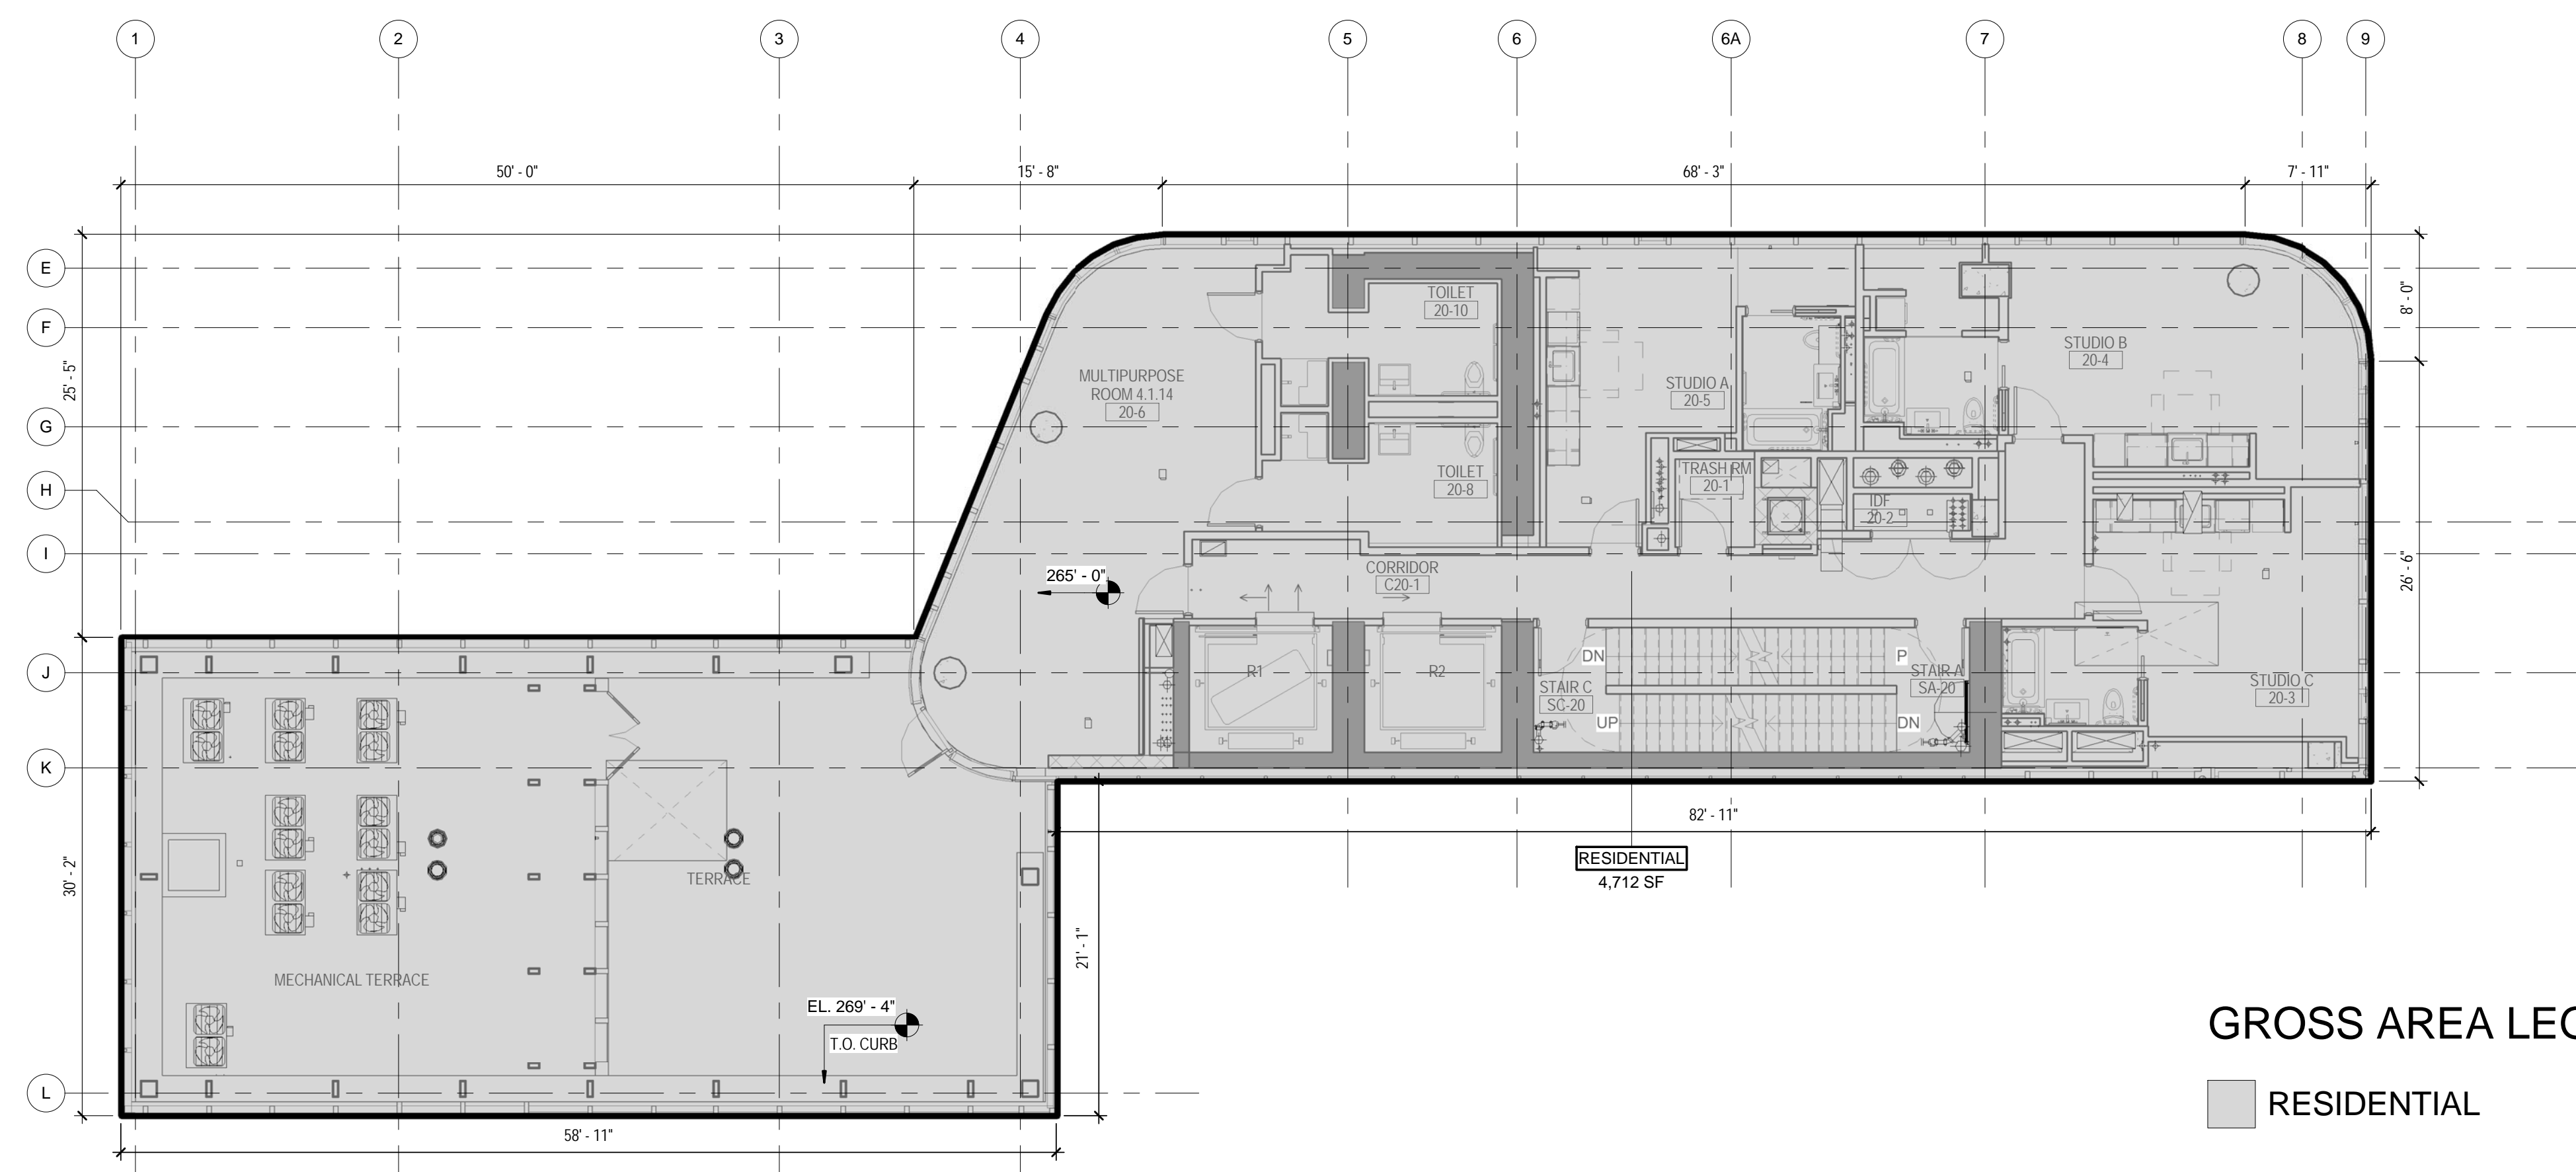 1
2
3
4
5
6
6A
7
8
9
50' - 0"
15' - 8"
68' - 3"
7' - 11"
E
F
G
H
I
J
K
L
25' - 5"
30' - 2"
8' - 0"
26' - 6"
TOILET
20-10
MULTIPURPOSE
ROOM 4.1.14
20-6
STUDIO A
20-5
STUDIO B
20-4
TOILET
20-8
TRASH RM
20-1
IDF
20-2
CORRIDOR
C20-1
265' - 0"
R1
R2
DN
P
STAIR C
SC-20
STAIR A
SA-20
UP
DN
STUDIO C
20-3
82' - 11"
RESIDENTIAL
4,712 SF
TERRACE
21' - 1"
MECHANICAL TERRACE
EL. 269' - 4"
T.O. CURB
58' - 11"
GROSS AREA LEG
RESIDENTIAL